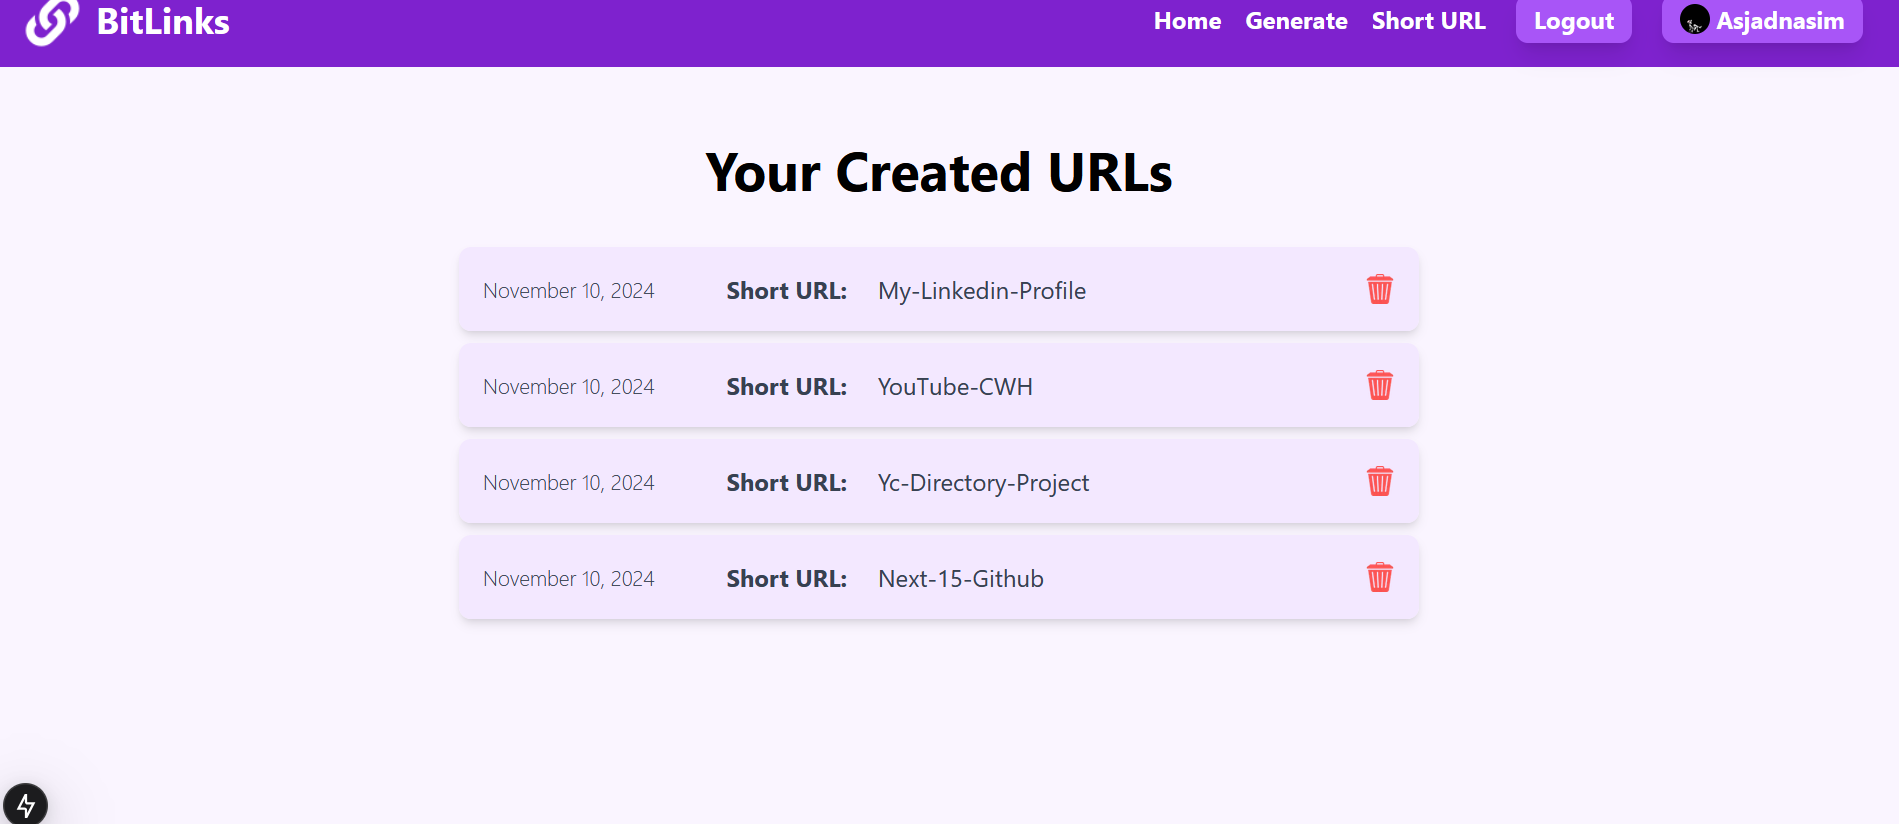 BitLinks Home Generate Short URL Logout Asjadnasim
Your Created URLs
November 10, 2024 Short URL: My-Linkedin-Profile
November 10, 2024 Short URL: YouTube-CWH
November 10, 2024 Short URL: Yc-Directory-Project
November 10, 2024 Short URL: Next-15-Github